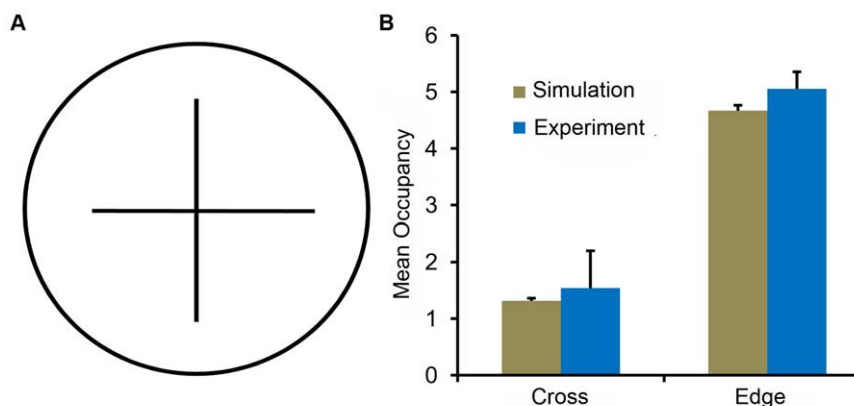 A
B
6
5
4
3
2
1
0
Mean Occupancy
Simulation
Experiment
Cross
Edge